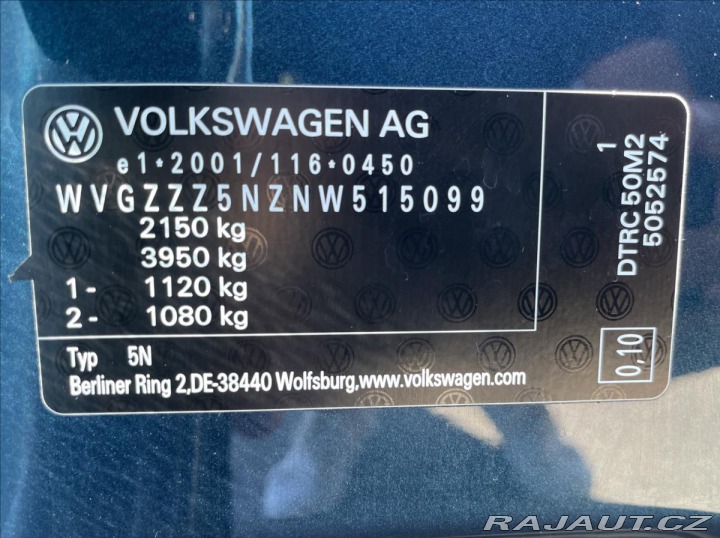 VOLKSWAGEN AG
e1*2001/116*0450
WVGZZZ5NZNW515099
2150 kg
3950 kg
1- 1120 kg
2- 1080 kg
Typ 5N
Berliner Ring 2,DE-38440 Wolfsburg,www.volkswagen.com
1
DTRC 50M2
5052574
0,10
RAJAUT.CZ